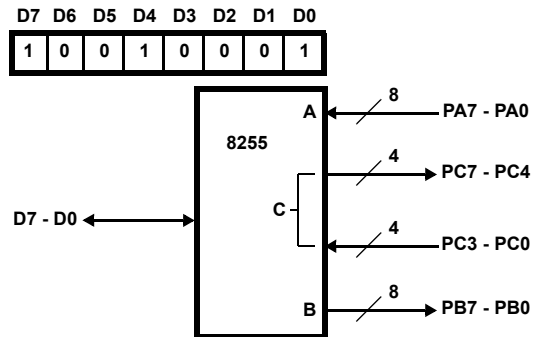 D7 D6 D5 D4 D3 D2 D1 D0
1 0 0 1 0 0 0 1
8
A
PA7 - PA0
8255
4
PC7 - PC4
C
D7 - D0
4
PC3 - PC0
8
B
PB7 - PB0